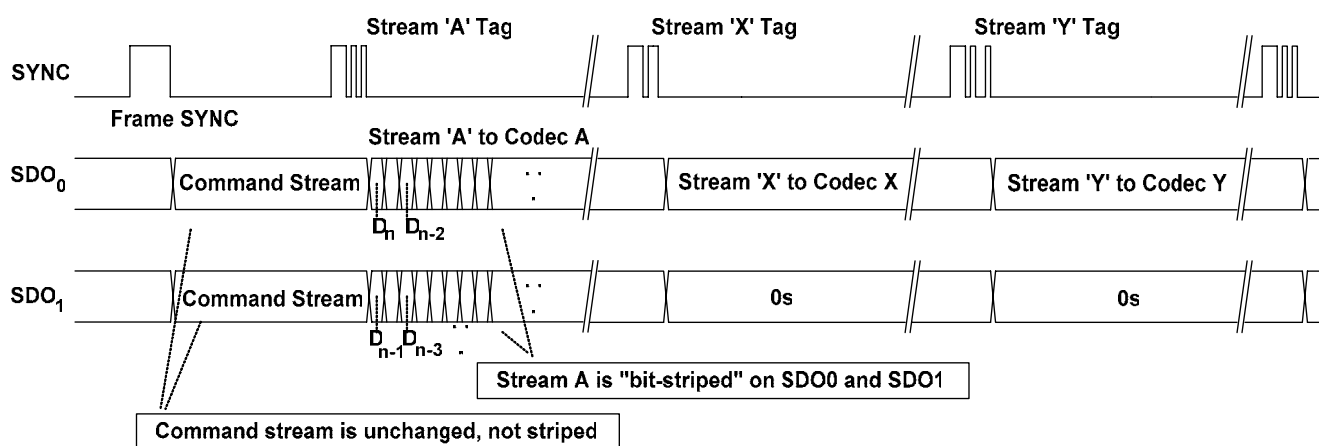 Stream 'A' Tag
Stream 'X' Tag
Stream 'Y' Tag
SYNC
Frame SYNC
Stream 'A' to Codec A
SDO0
Command Stream
Stream 'X' to Codec X
Stream 'Y' to Codec Y
Dn
Dn-2
SDO1
Command Stream
0s
0s
Dn-1
Dn-3
Stream A is "bit-striped" on SDO0 and SDO1
Command stream is unchanged, not striped